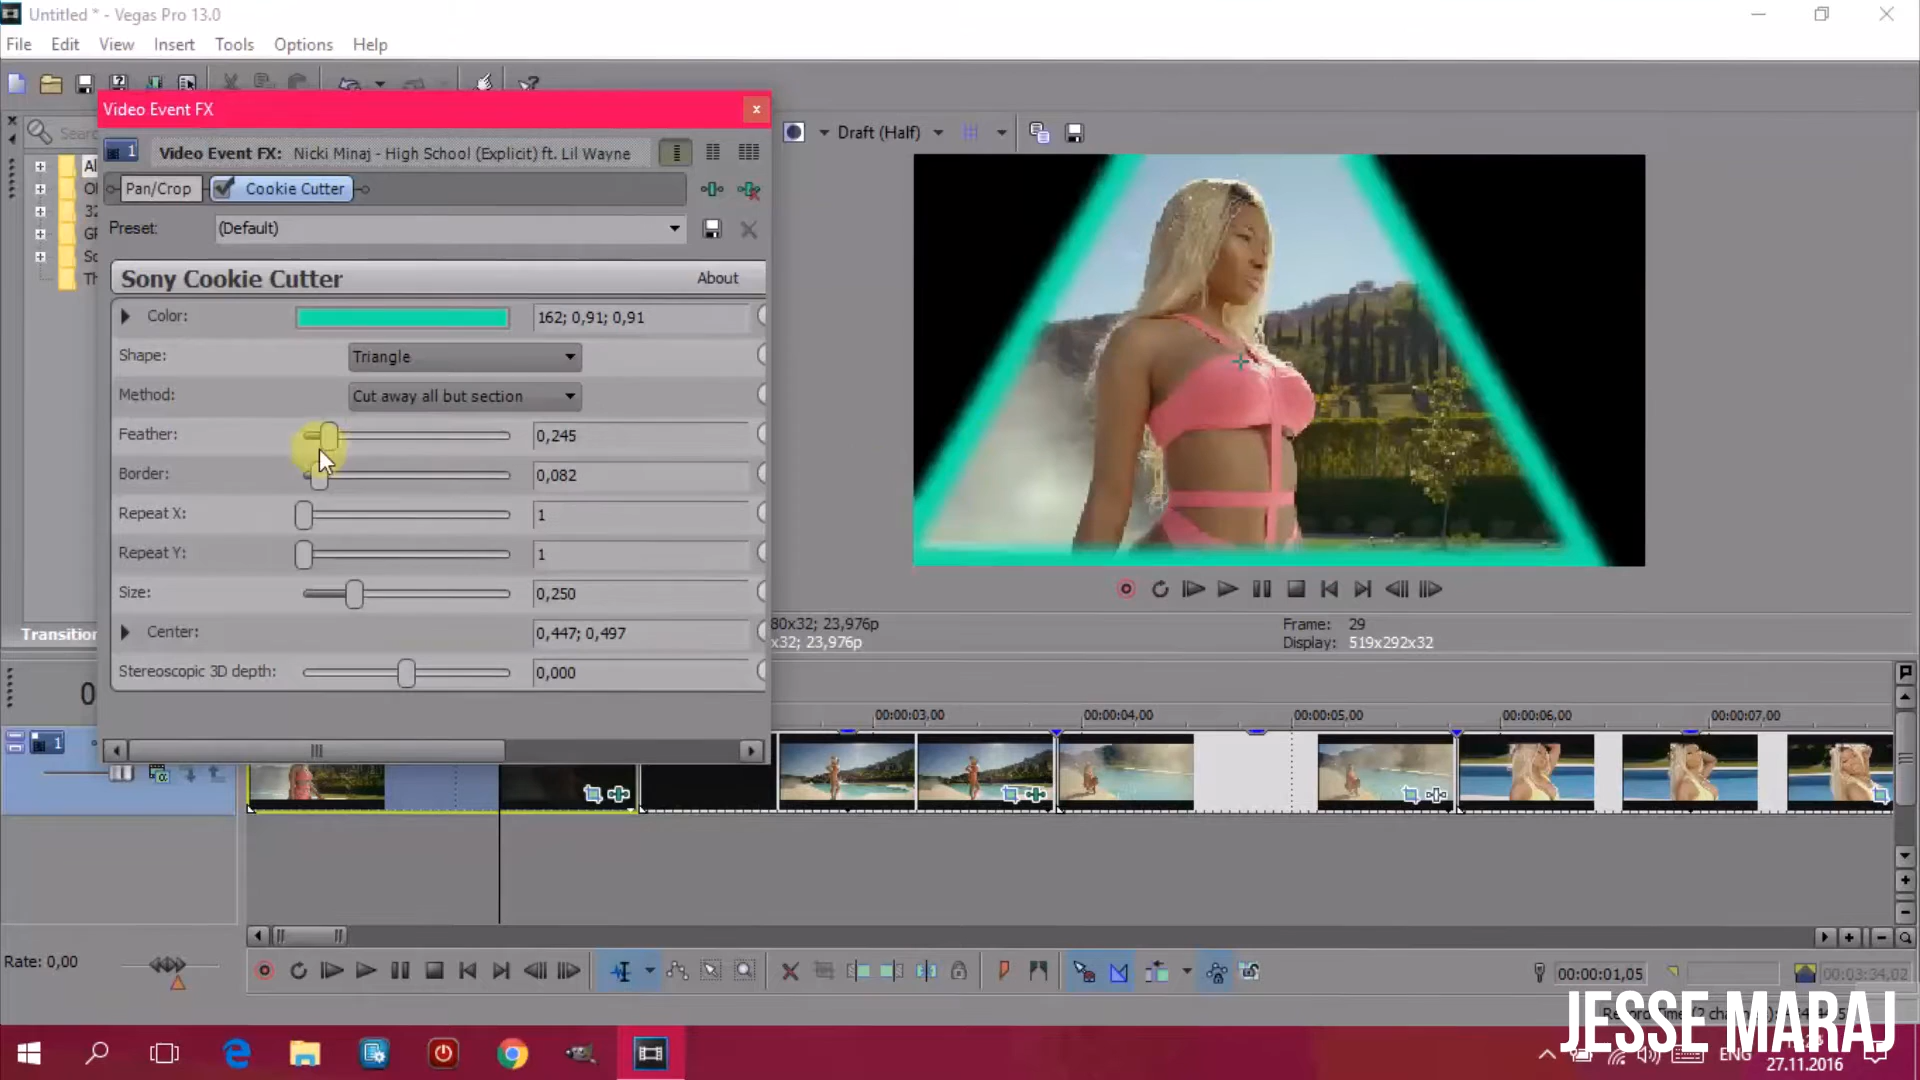 Untitled * - Vegas Pro 13.0
File Edit View Insert Tools Options Help
Video Event FX
Draft (Half)
1 Video Event FX: Nicki Minaj - High School (Explicit) ft. Lil Wayne
Pan/Crop Cookie Cutter
Preset: (Default)
Sony Cookie Cutter About
Color: 162; 0,91; 0,91
Shape: Triangle
Method: Cut away all but section
Feather: 0,245
Border: 0,082
Repeat X: 1
Repeat Y: 1
Size: 0,250
Center: 0,447; 0,497
Stereoscopic 3D depth: 0,000
80x32; 23,976p Frame: 29
x32; 23,976p Display: 519x292x32
Transition
00:00:03,00 00:00:04,00 00:00:05,00 00:00:06,00 00:00:07,00
1
Rate: 0,00
00:00:01,05 00:03:34,02
JESSE MARAJ
ENG
27.11.2016